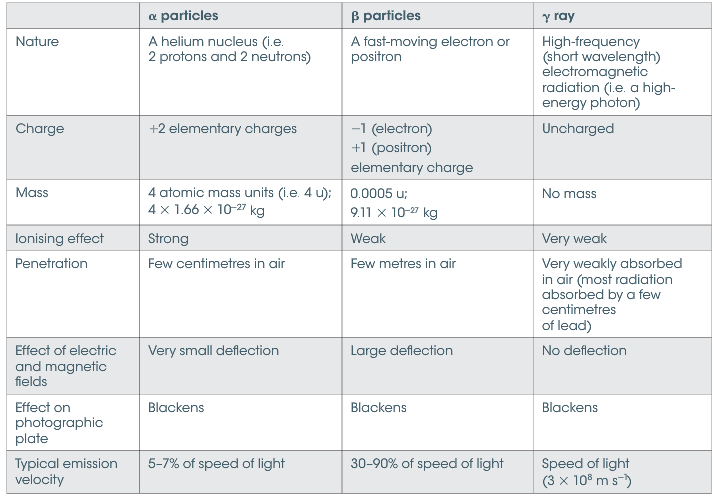 α particles
β particles
γ ray
Nature
A helium nucleus (i.e.
2 protons and 2 neutrons)
A fast-moving electron or
positron
High-frequency
(short wavelength)
electromagnetic
radiation (i.e. a high-
energy photon)
Charge
+2 elementary charges
−1 (electron)
+1 (positron)
elementary charge
Uncharged
Mass
4 atomic mass units (i.e. 4 u);
4 × 1.66 × 10⁻²⁷ kg
0.0005 u;
9.11 × 10⁻²⁷ kg
No mass
Ionising effect
Strong
Weak
Very weak
Penetration
Few centimetres in air
Few metres in air
Very weakly absorbed
in air (most radiation
absorbed by a few
centimetres
of lead)
Effect of electric
and magnetic
fields
Very small deflection
Large deflection
No deflection
Effect on
photographic
plate
Blackens
Blackens
Blackens
Typical emission
velocity
5–7% of speed of light
30–90% of speed of light
Speed of light
(3 × 10⁸ m s⁻¹)